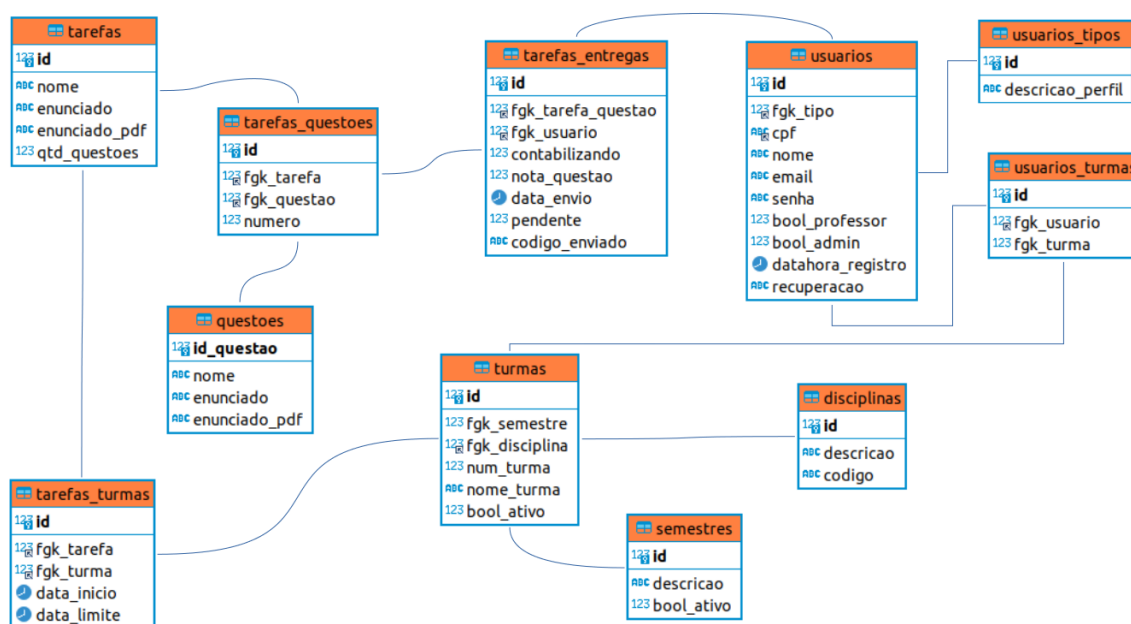 tarefas
id
nome
enunciado
enunciado_pdf
qtd_questoes
tarefas_questoes
id
fgk_tarefa
fgk_questao
numero
tarefas_entregas
id
fgk_tarefa_questao
fgk_usuario
contabilizando
nota_questao
data_envio
pendente
codigo_enviado
usuarios
id
fgk_tipo
cpf
nome
email
senha
bool_professor
bool_admin
datahora_registro
recuperacao
usuarios_tipos
id
descricao_perfil
usuarios_turmas
id
fgk_usuario
fgk_turma
questoes
id_questao
nome
enunciado
enunciado_pdf
turmas
id
fgk_semestre
fgk_disciplina
num_turma
nome_turma
bool_ativo
disciplinas
id
descricao
codigo
tarefas_turmas
id
fgk_tarefa
fgk_turma
data_inicio
data_limite
semestres
id
descricao
bool_ativo